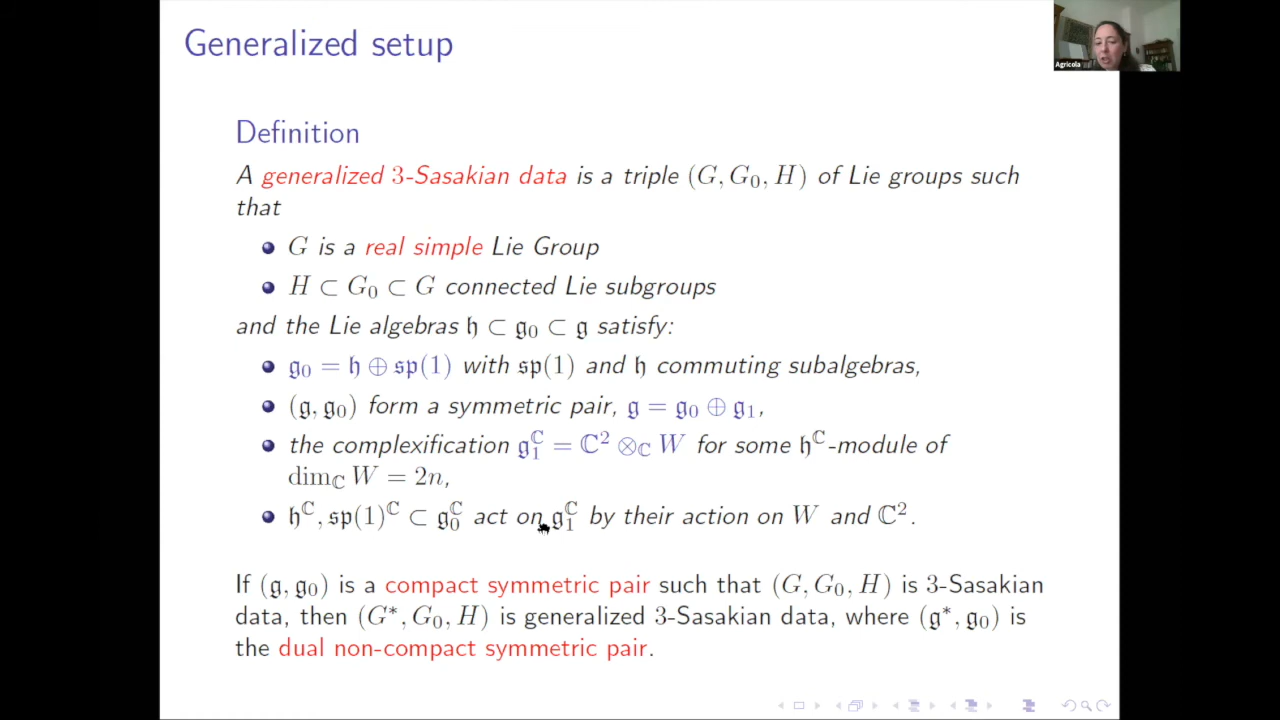 Generalized setup
Agricola
Definition
A generalized 3-Sasakian data is a triple (G, G₀, H) of Lie groups such
that
G is a real simple Lie Group
H ⊂ G₀ ⊂ G connected Lie subgroups
and the Lie algebras 𝔥 ⊂ 𝔤₀ ⊂ 𝔤 satisfy:
𝔤₀ = 𝔥 ⊕ 𝔰𝔭(1) with 𝔰𝔭(1) and 𝔥 commuting subalgebras,
(𝔤, 𝔤₀) form a symmetric pair, 𝔤 = 𝔤₀ ⊕ 𝔤₁,
the complexification 𝔤₁^ℂ = ℂ² ⊗_ℂ W for some 𝔥^ℂ-module of
dim_ℂ W = 2n,
𝔥^ℂ, 𝔰𝔭(1)^ℂ ⊂ 𝔤₀^ℂ act on 𝔤₁^ℂ by their action on W and ℂ².
If (𝔤, 𝔤₀) is a compact symmetric pair such that (G, G₀, H) is 3-Sasakian
data, then (G*, G₀, H) is generalized 3-Sasakian data, where (𝔤*, 𝔤₀) is
the dual non-compact symmetric pair.